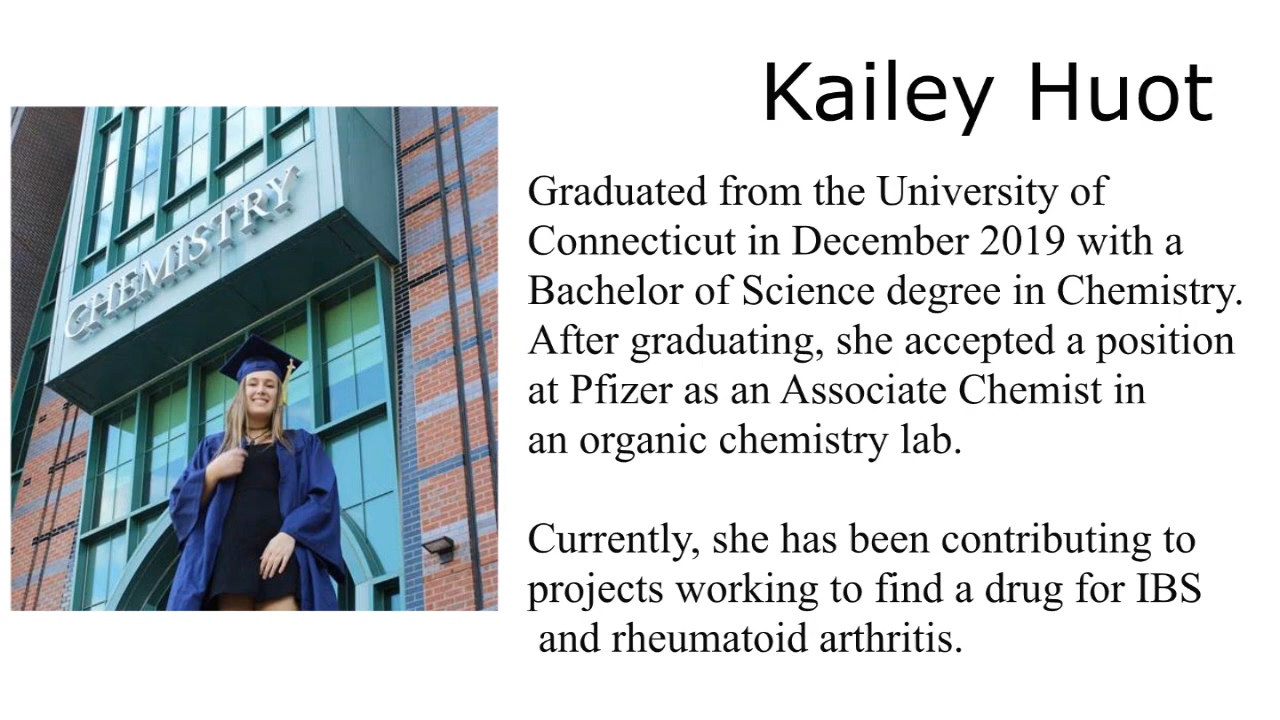 Kailey Huot
CHEMISTRY
Graduated from the University of
Connecticut in December 2019 with a
Bachelor of Science degree in Chemistry.
After graduating, she accepted a position
at Pfizer as an Associate Chemist in
an organic chemistry lab.
Currently, she has been contributing to
projects working to find a drug for IBS
and rheumatoid arthritis.